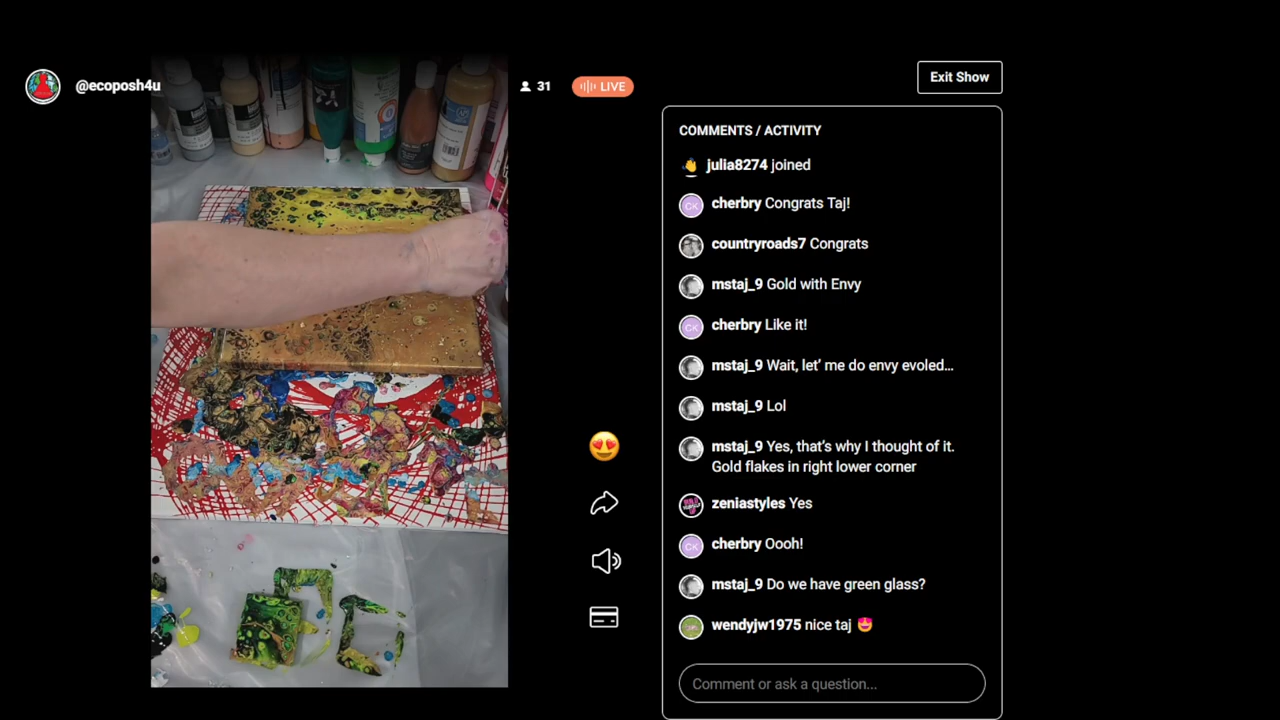 @ecoposh4u
31
LIVE
Exit Show
COMMENTS / ACTIVITY
julia8274 joined
CK
cherbry Congrats Taj!
countryroads7 Congrats
mstaj_9 Gold with Envy
CK
cherbry Like it!
mstaj_9 Wait, let’ me do envy evoled...
mstaj_9 Lol
mstaj_9 Yes, that’s why I thought of it.
Gold flakes in right lower corner
zeniastyles Yes
CK
cherbry Oooh!
mstaj_9 Do we have green glass?
wendyjw1975 nice taj 😍
Comment or ask a question...